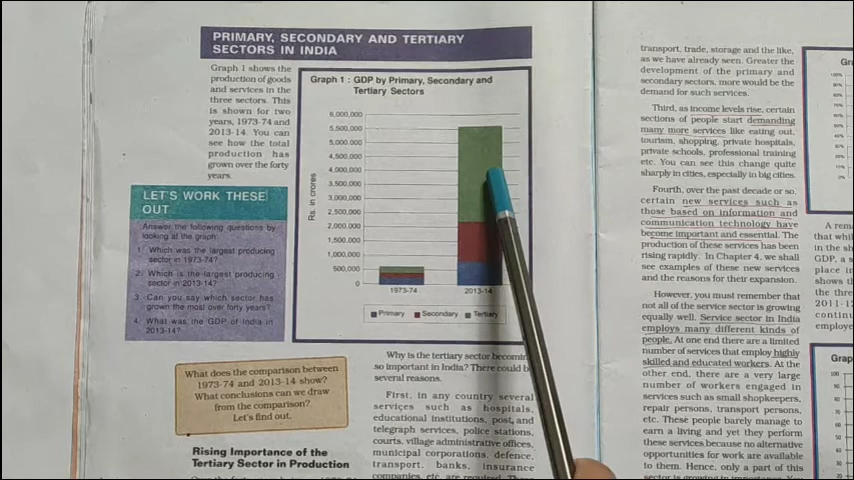 PRIMARY, SECONDARY AND TERTIARY
SECTORS IN INDIA
Graph 1 shows the
production of goods
and services in the
three sectors. This
is shown for two
years, 1973-74 and
2013-14. You can
see how the total
production has
grown over the forty
years.
Graph 1 : GDP by Primary, Secondary and
Tertiary Sectors
Rs. in crores
6,000,000
5,500,000
5,000,000
4,500,000
4,000,000
3,500,000
3,000,000
2,500,000
2,000,000
1,500,000
1,000,000
500,000
0
1973-74 2013-14
Primary Secondary Tertiary
LET'S WORK THESE
OUT
Answer the following questions by
looking at the graph:
1. Which was the largest producing
sector in 1973-74?
2. Which is the largest producing
sector in 2013-14?
3. Can you say which sector has
grown the most over forty years?
4. What was the GDP of India in
2013-14?
What does the comparison between
1973-74 and 2013-14 show?
What conclusions can we draw
from the comparison?
Let's find out.
Rising Importance of the
Tertiary Sector in Production
Why is the tertiary sector
so important in India? There could
several reasons.
First, in any country several
services such as hospitals,
educational institutions, post and
telegraph services, police stations,
courts, village administrative offices,
municipal corporations, defence,
transport, banks, insurance
companies, etc. are required.
transport, trade, storage and the like,
as we have already seen. Greater the
development of the primary and
secondary sectors, more would be the
demand for such services.
Third, as income levels rise, certain
sections of people start demanding
many more services like eating out,
tourism, shopping, private hospitals,
private schools, professional training
etc. You can see this change quite
sharply in cities, especially in big cities.
Fourth, over the past decade or so,
certain new services such as
those based on information and
communication technology have
become important and essential. The
production of these services has been
rising rapidly. In Chapter 4, we shall
see examples of these new services
and the reasons for their expansion.
However, you must remember that
not all of the service sector is growing
equally well. Service sector in India
employs many different kinds of
people. At one end there are a limited
number of services that employ highly
skilled and educated workers. At the
other end, there are a very large
number of workers engaged in
services such as small shopkeepers,
repair persons, transport persons,
etc. These people barely manage to
earn a living and yet they perform
these services because no alternative
opportunities for work are available
to them. Hence, only a part of this
sector is growing in importance. You